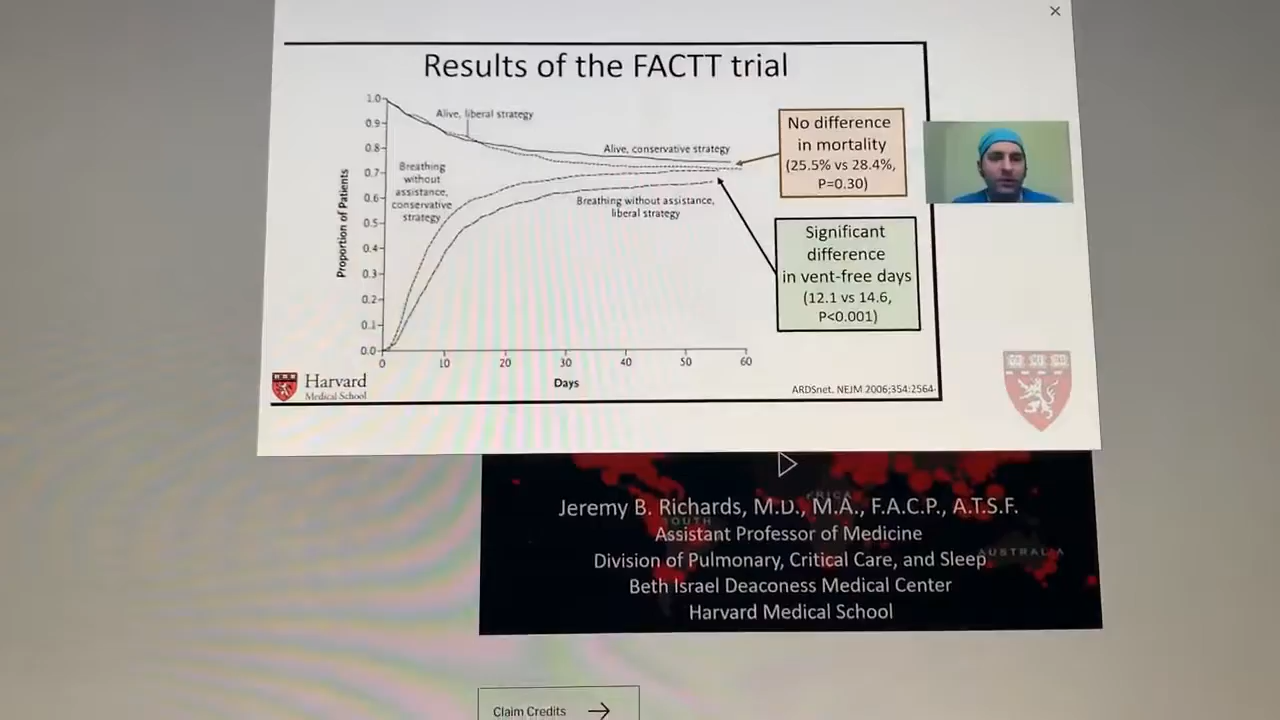 Results of the FACTT trial
1.0
0.9
0.8
0.7
0.6
0.5
0.4
0.3
0.2
0.1
0.0
Proportion of Patients
Alive, liberal strategy
Alive, conservative strategy
Breathing
without
assistance,
conservative
strategy
Breathing without assistance,
liberal strategy
0 10 20 30 40 50 60
Days
No difference
in mortality
(25.5% vs 28.4%,
P=0.30)
Significant
difference
in vent-free days
(12.1 vs 14.6,
P<0.001)
Harvard
Medical School
ARDSnet. NEJM 2006;354:2564-
Jeremy B. Richards, M.D., M.A., F.A.C.P., A.T.S.F.
Assistant Professor of Medicine
Division of Pulmonary, Critical Care, and Sleep
Beth Israel Deaconess Medical Center
Harvard Medical School
AFRICA
SOUTH
AUSTRALIA
Claim Credits